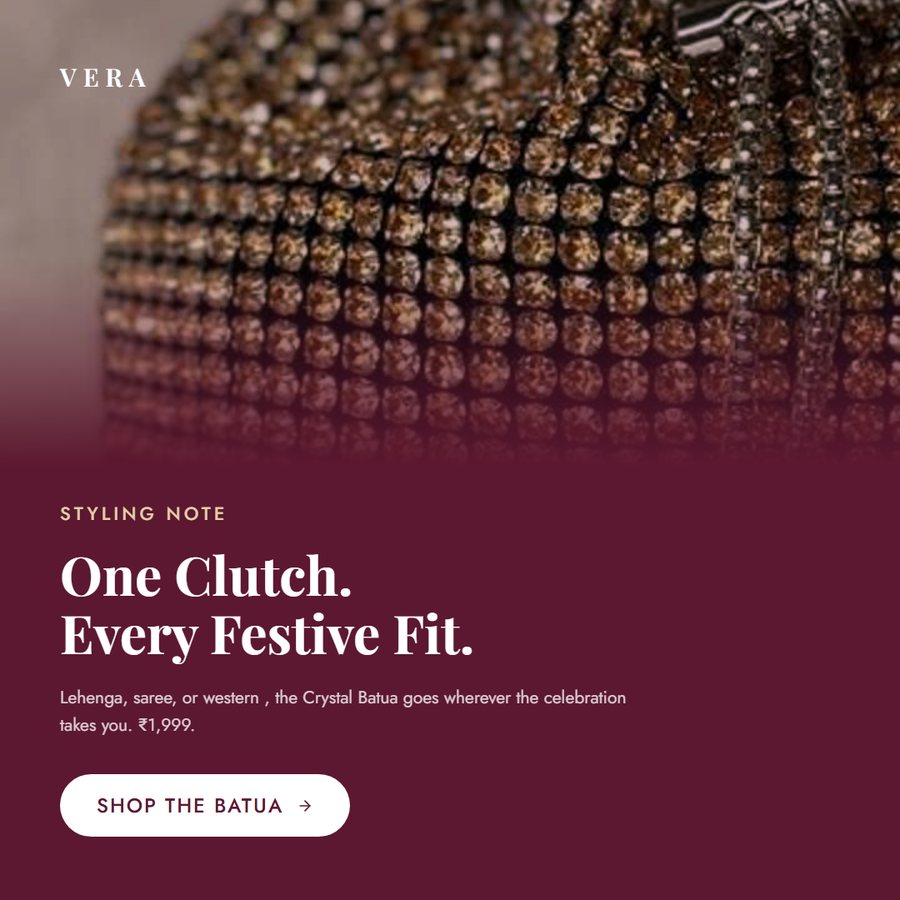 VERA
STYLING NOTE
One Clutch.
Every Festive Fit.
Lehenga, saree, or western , the Crystal Batua goes wherever the celebration
takes you. ₹1,999.
SHOP THE BATUA →